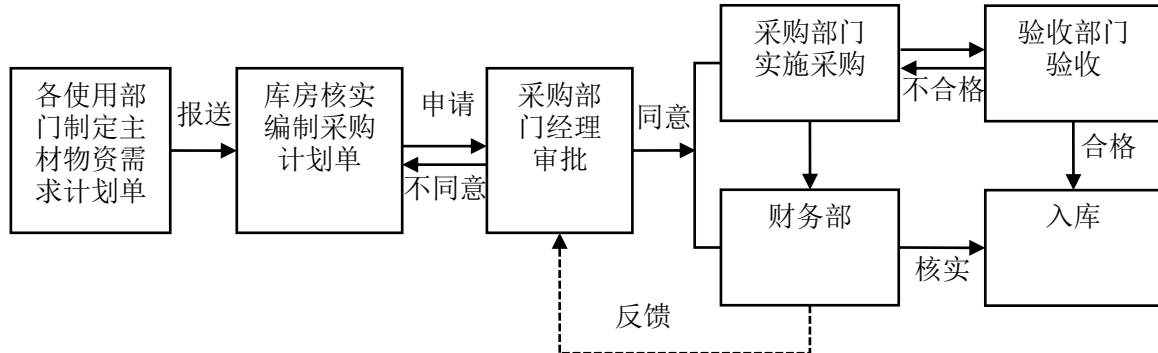 各使用部
门制定主
材物资需
求计划单
报送
库房核实
编制采购
计划单
申请
不同意
采购部
门经理
审批
同意
采购部门
实施采购
不合格
验收部门
验收
合格
财务部
核实
入库
反馈